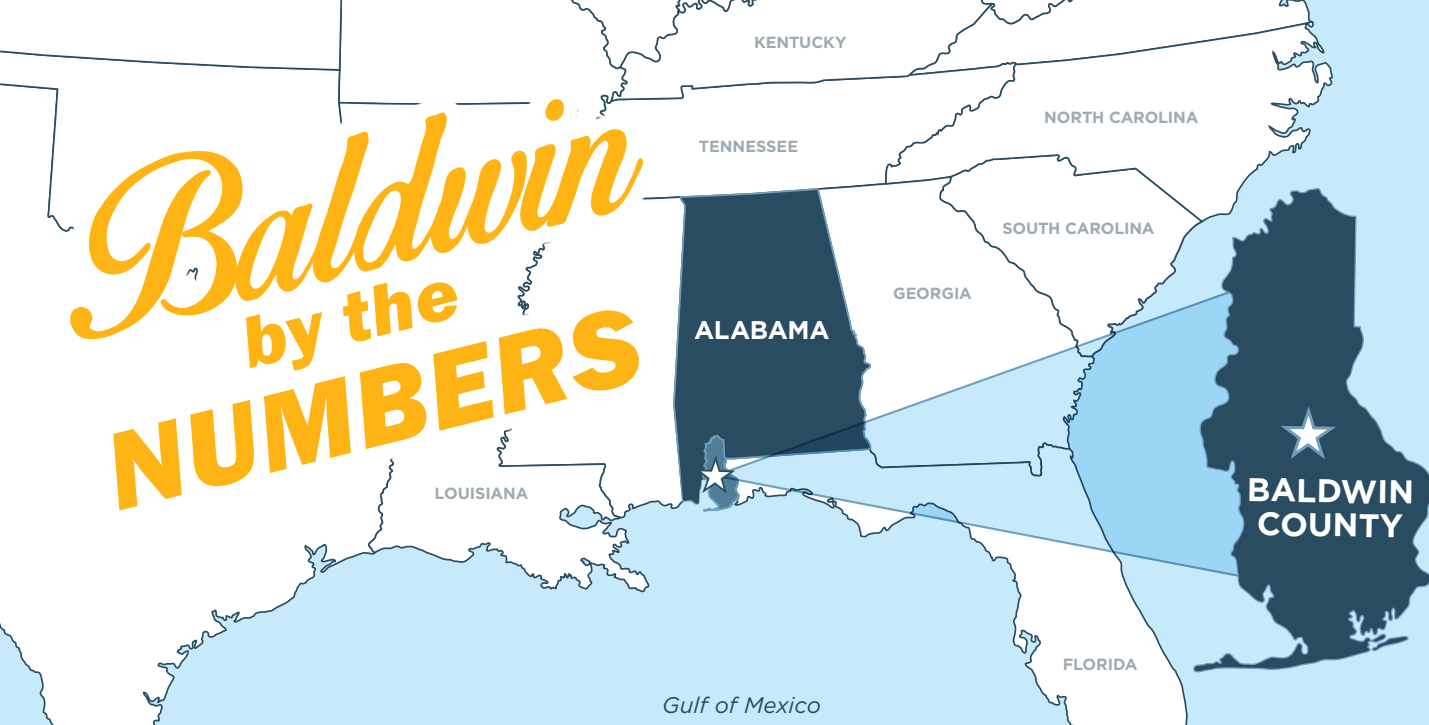 KENTUCKY
NORTH CAROLINA
TENNESSEE
Baldwin
by the
NUMBERS
SOUTH CAROLINA
GEORGIA
ALABAMA
LOUISIANA
BALDWIN
COUNTY
FLORIDA
Gulf of Mexico